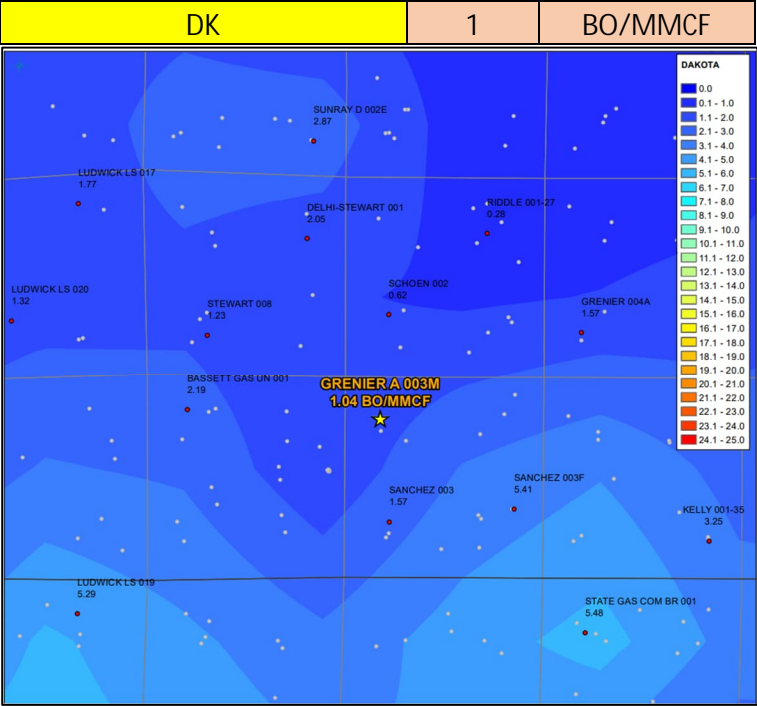 DK 1 BO/MMCF
DAKOTA
0.0
0.1 - 1.0
1.1 - 2.0
2.1 - 3.0
3.1 - 4.0
4.1 - 5.0
5.1 - 6.0
6.1 - 7.0
7.1 - 8.0
8.1 - 9.0
9.1 - 10.0
10.1 - 11.0
11.1 - 12.0
12.1 - 13.0
13.1 - 14.0
14.1 - 15.0
15.1 - 16.0
16.1 - 17.0
17.1 - 18.0
18.1 - 19.0
19.1 - 20.0
20.1 - 21.0
21.1 - 22.0
22.1 - 23.0
23.1 - 24.0
24.1 - 25.0
SUNRAY D 002E
2.87
LUDWICK LS 017
1.77
DELHI-STEWART 001
2.05
RIDDLE 001-27
0.28
LUDWICK LS 020
1.32
STEWART 008
1.23
SCHOEN 002
0.62
GRENIER 004A
1.57
BASSETT GAS UN 001
2.19
GRENIER A 003M
1.04 BO/MMCF
SANCHEZ 003
1.57
SANCHEZ 003F
5.41
KELLY 001-35
3.25
LUDWICK LS 019
5.29
STATE GAS COM BR 001
5.48